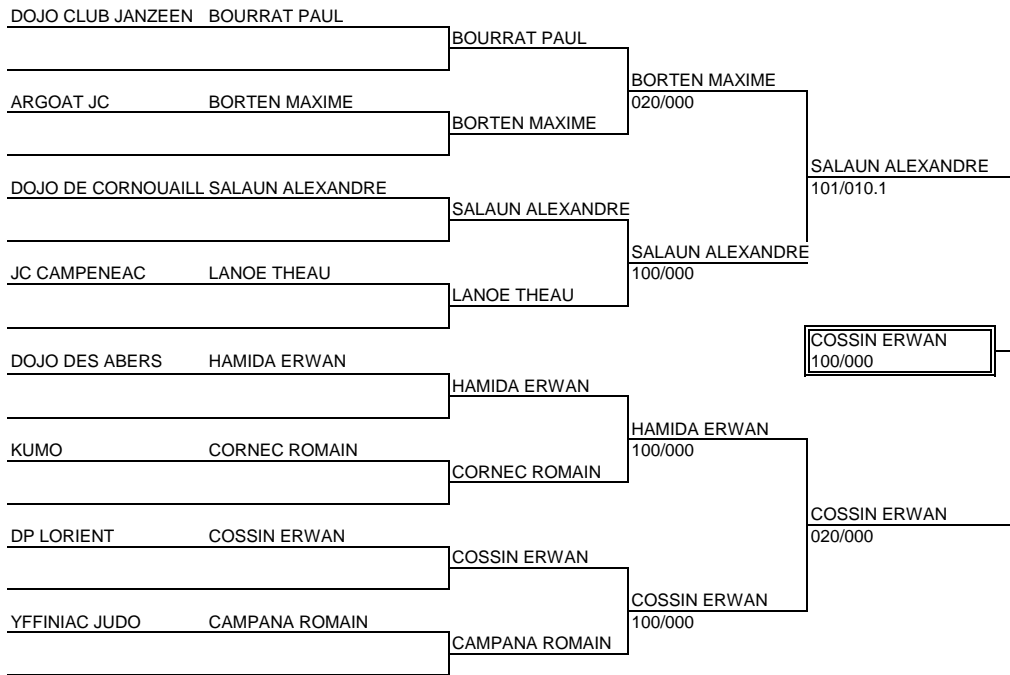 DOJO CLUB JANZEEN BOURRAT PAUL
BOURRAT PAUL
BORTEN MAXIME
020/000
ARGOAT JC BORTEN MAXIME
BORTEN MAXIME
SALAUN ALEXANDRE
101/010.1
DOJO DE CORNOUAILL SALAUN ALEXANDRE
SALAUN ALEXANDRE
SALAUN ALEXANDRE
100/000
JC CAMPENEAC LANOE THEAU
LANOE THEAU
COSSIN ERWAN
100/000
DOJO DES ABERS HAMIDA ERWAN
HAMIDA ERWAN
HAMIDA ERWAN
100/000
KUMO CORNEC ROMAIN
CORNEC ROMAIN
COSSIN ERWAN
020/000
DP LORIENT COSSIN ERWAN
COSSIN ERWAN
COSSIN ERWAN
100/000
YFFINIAC JUDO CAMPANA ROMAIN
CAMPANA ROMAIN